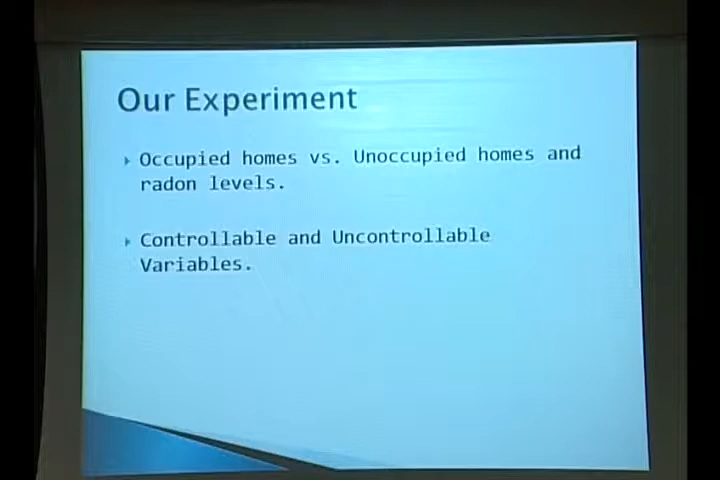 Our Experiment
Occupied homes vs. Unoccupied homes and
radon levels.
Controllable and Uncontrollable
Variables.